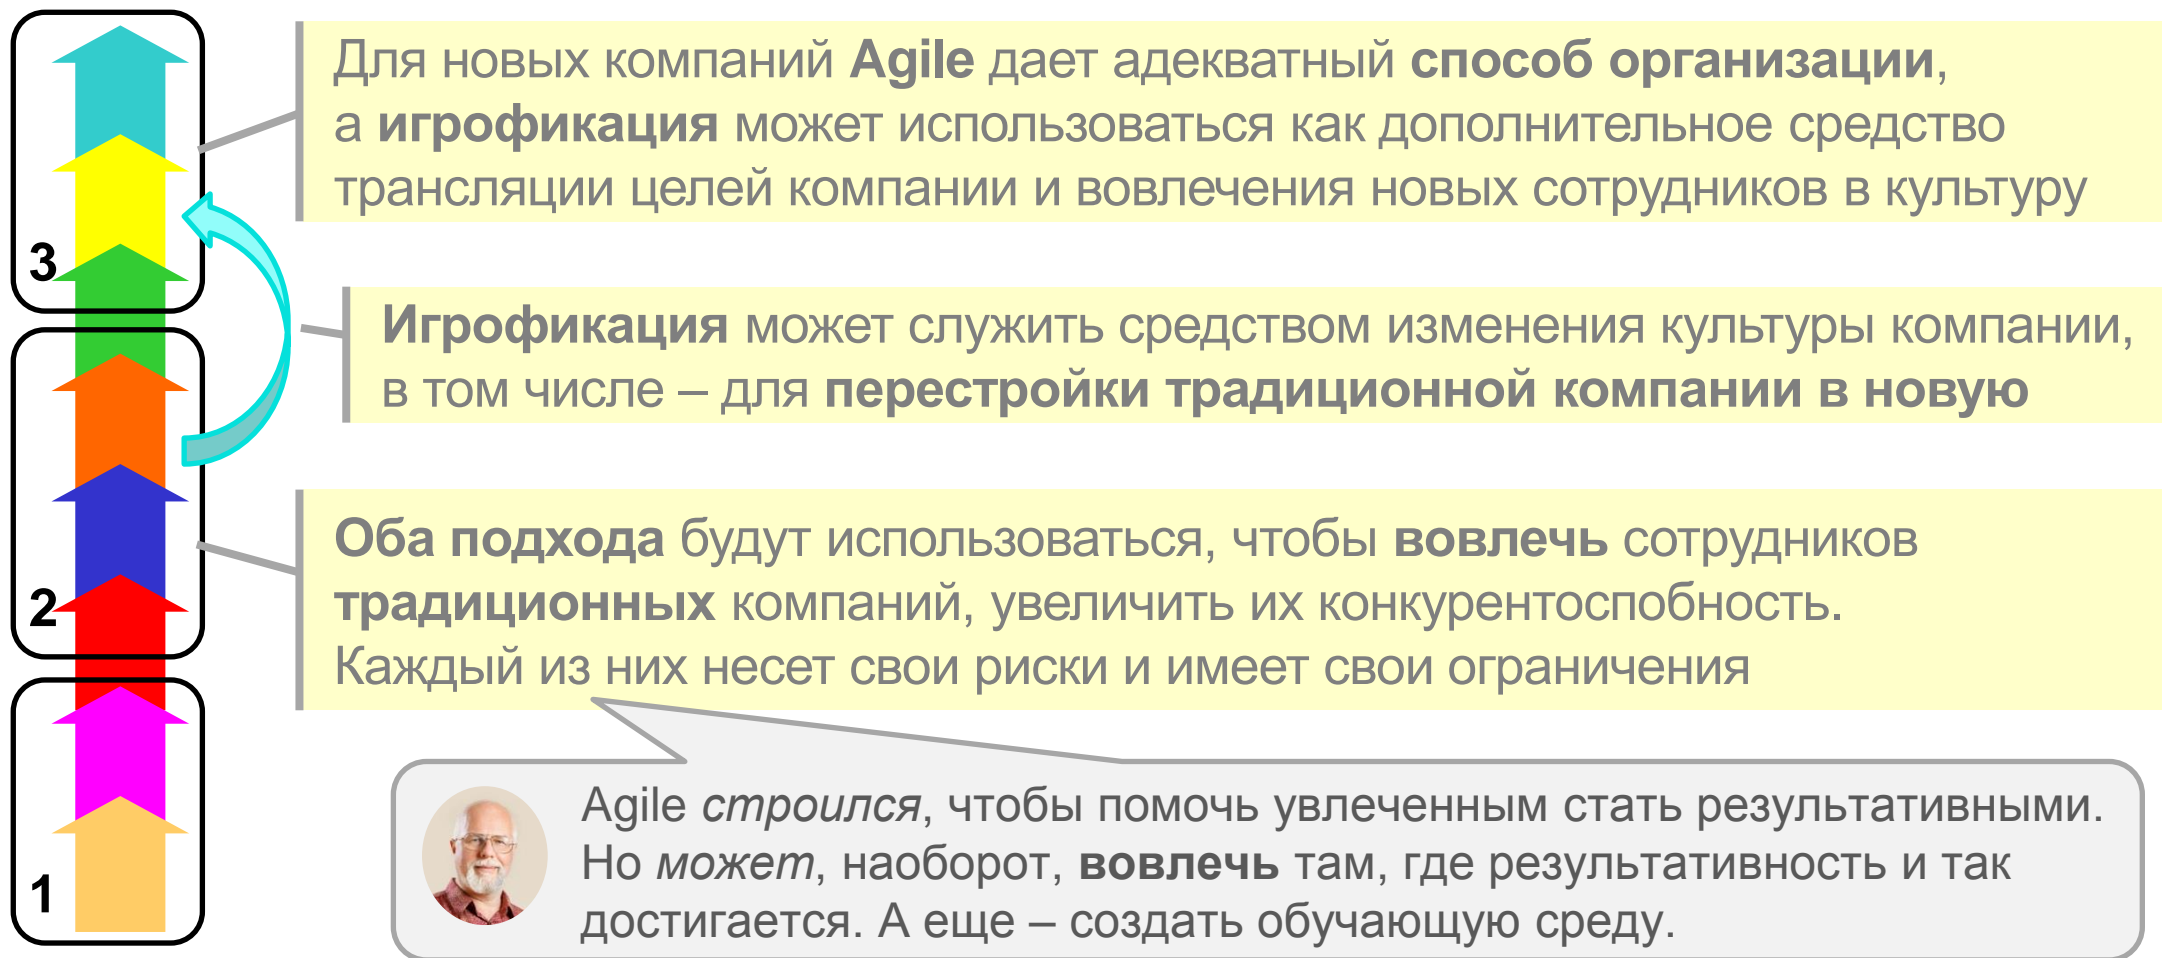 Для новых компаний Agile дает адекватный способ организации,
а игрофикация может использоваться как дополнительное средство
трансляции целей компании и вовлечения новых сотрудников в культуру
3
Игрофикация может служить средством изменения культуры компании,
в том числе – для перестройки традиционной компании в новую
Оба подхода будут использоваться, чтобы вовлечь сотрудников
традиционных компаний, увеличить их конкурентоспобность.
Каждый из них несет свои риски и имеет свои ограничения
2
Agile строился, чтобы помочь увлеченным стать результативными.
Но может, наоборот, вовлечь там, где результативность и так
достигается. А еще – создать обучающую среду.
1